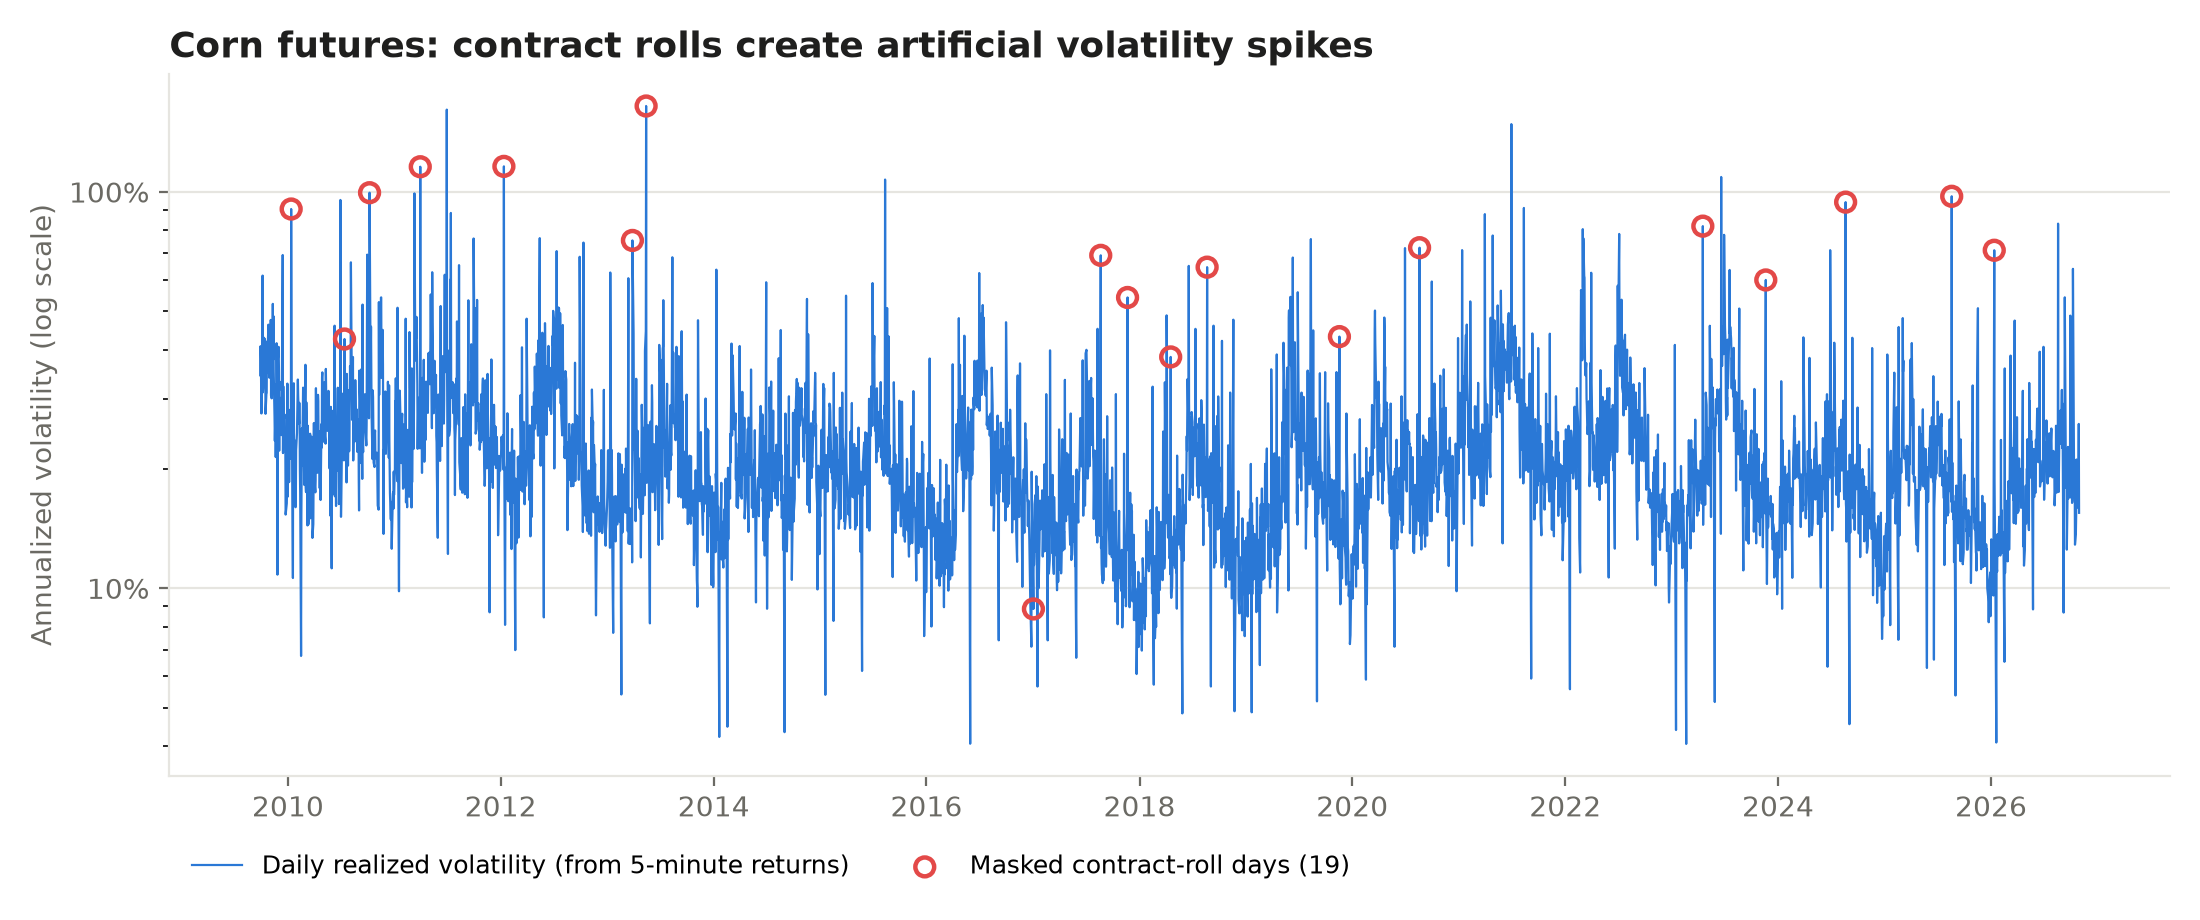 Corn futures: contract rolls create artificial volatility spikes
Annualized volatility (log scale)
100%
10%
2010 2012 2014 2016 2018 2020 2022 2024 2026
Daily realized volatility (from 5-minute returns) Masked contract-roll days (19)